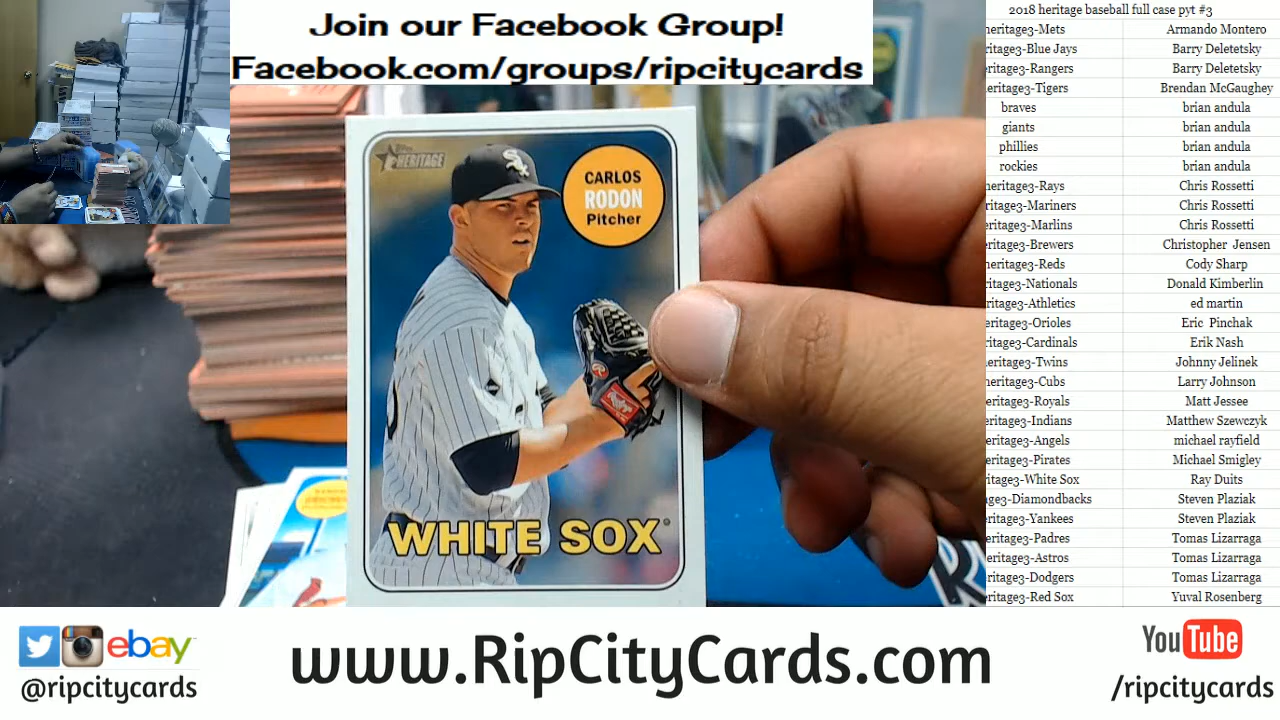 Join our Facebook Group!
Facebook.com/groups/ripcitycards
2018 heritage baseball full case pyt #3
heritage3-Mets Armando Montero
ritage3-Blue Jays Barry Deletetsky
ritage3-Rangers Barry Deletetsky
eritage3-Tigers Brendan McGaughey
braves brian andula
giants brian andula
phillies brian andula
rockies brian andula
heritage3-Rays Chris Rossetti
ritage3-Mariners Chris Rossetti
ritage3-Marlins Chris Rossetti
eritage3-Brewers Christopher Jensen
heritage3-Reds Cody Sharp
ritage3-Nationals Donald Kimberlin
ritage3-Athletics ed martin
ritage3-Orioles Eric Pinchak
ritage3-Cardinals Erik Nash
eritage3-Twins Johnny Jelinek
heritage3-Cubs Larry Johnson
eritage3-Royals Matt Jessee
eritage3-Indians Matthew Szewczyk
eritage3-Angels michael rayfield
eritage3-Pirates Michael Smigley
ritage3-White Sox Ray Duits
age3-Diamondbacks Steven Plaziak
eritage3-Yankees Steven Plaziak
eritage3-Padres Tomas Lizarraga
eritage3-Astros Tomas Lizarraga
eritage3-Dodgers Tomas Lizarraga
eritage3-Red Sox Yuval Rosenberg
Topps
HERITAGE
CARLOS
RODON
Pitcher
WHITE SOX
ebay
@ripcitycards
www.RipCityCards.com
YouTube
/ripcitycards